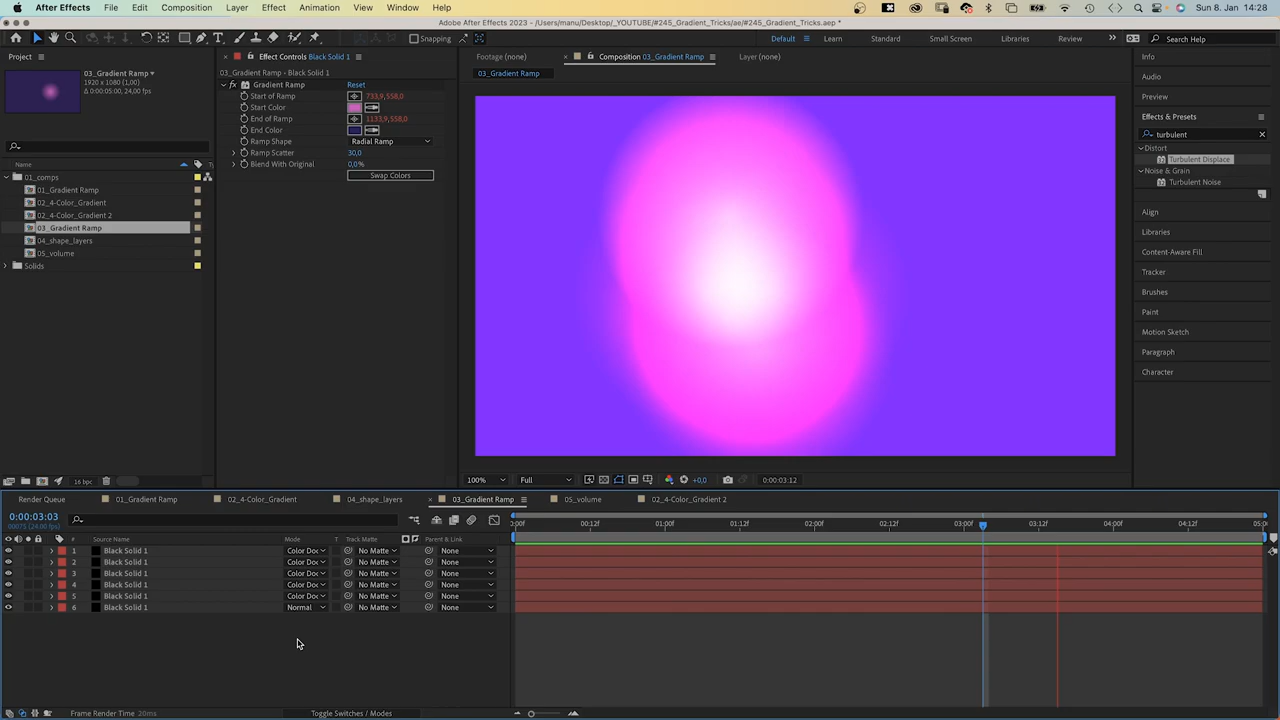 After Effects File Edit Composition Layer Effect Animation View Window Help
Sun 8. Jan 14:28
Adobe After Effects 2023 - /Users/manu/Desktop/_YOUTUBE/#245_Gradient_Tricks/ae/#245_Gradient_Tricks.aep *
Snapping
Default Learn Standard Small Screen Libraries Review Search Help
Project
Effect Controls Black Solid 1
Composition 03_Gradient Ramp
Footage (none)
Layer (none)
03_Gradient Ramp
1920 x 1080 (1,00)
Δ 0:00:05:00, 24,00 fps
Name
01_comps
01_Gradient Ramp
02_4-Color_Gradient
02_4-Color_Gradient 2
03_Gradient Ramp
04_shape_layers
05_volume
Solids
16 bpc
03_Gradient Ramp • Black Solid 1
Gradient Ramp Reset
Start of Ramp 733,9,558,0
Start Color
End of Ramp 1133,9,558,0
End Color
Ramp Shape Radial Ramp
Ramp Scatter 30,0
Blend With Original 0,0%
Swap Colors
03_Gradient Ramp
100% Full +0,0 0:00:03:12
Info
Audio
Preview
Effects & Presets
turbulent
Distort
Turbulent Displace
Noise & Grain
Turbulent Noise
Align
Libraries
Content-Aware Fill
Tracker
Brushes
Paint
Motion Sketch
Paragraph
Character
Render Queue 01_Gradient Ramp 02_4-Color_Gradient 04_shape_layers 03_Gradient Ramp 05_volume 02_4-Color_Gradient 2
0:00:03:03
00075 (24.00 fps)
00:12f 01:00f 01:12f 02:00f 02:12f 03:00f 03:12f 04:00f 04:12f
# Source Name Mode T Track Matte Parent & Link
1 Black Solid 1 Color Doc No Matte None
2 Black Solid 1 Color Doc No Matte None
3 Black Solid 1 Color Doc No Matte None
4 Black Solid 1 Color Doc No Matte None
5 Black Solid 1 Color Doc No Matte None
6 Black Solid 1 Normal No Matte None
Frame Render Time 20ms Toggle Switches / Modes